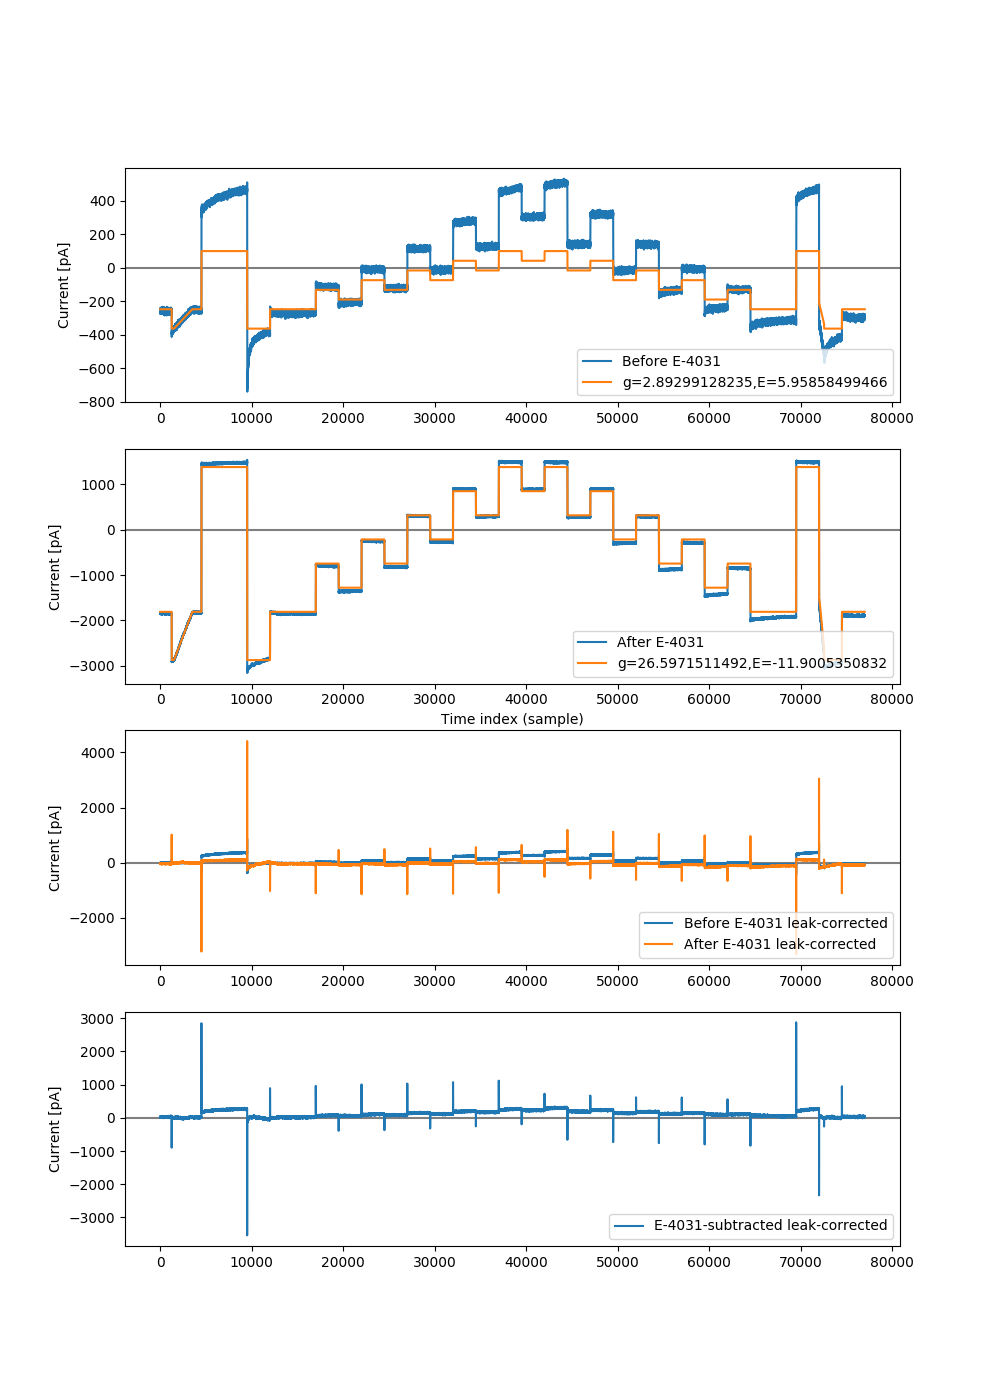 400
200
0
−200
−400
−600
−800
Current [pA]
Before E-4031
g=2.89299128235,E=5.95858499466
0 10000 20000 30000 40000 50000 60000 70000 80000
1000
0
−1000
−2000
−3000
Current [pA]
After E-4031
g=26.5971511492,E=-11.9005350832
0 10000 20000 30000 40000 50000 60000 70000 80000
Time index (sample)
4000
2000
0
−2000
Current [pA]
Before E-4031 leak-corrected
After E-4031 leak-corrected
0 10000 20000 30000 40000 50000 60000 70000 80000
3000
2000
1000
0
−1000
−2000
−3000
Current [pA]
E-4031-subtracted leak-corrected
0 10000 20000 30000 40000 50000 60000 70000 80000